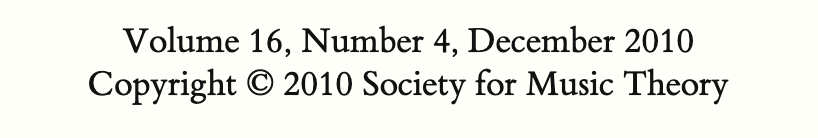 Volume 16, Number 4, December 2010
Copyright © 2010 Society for Music Theory